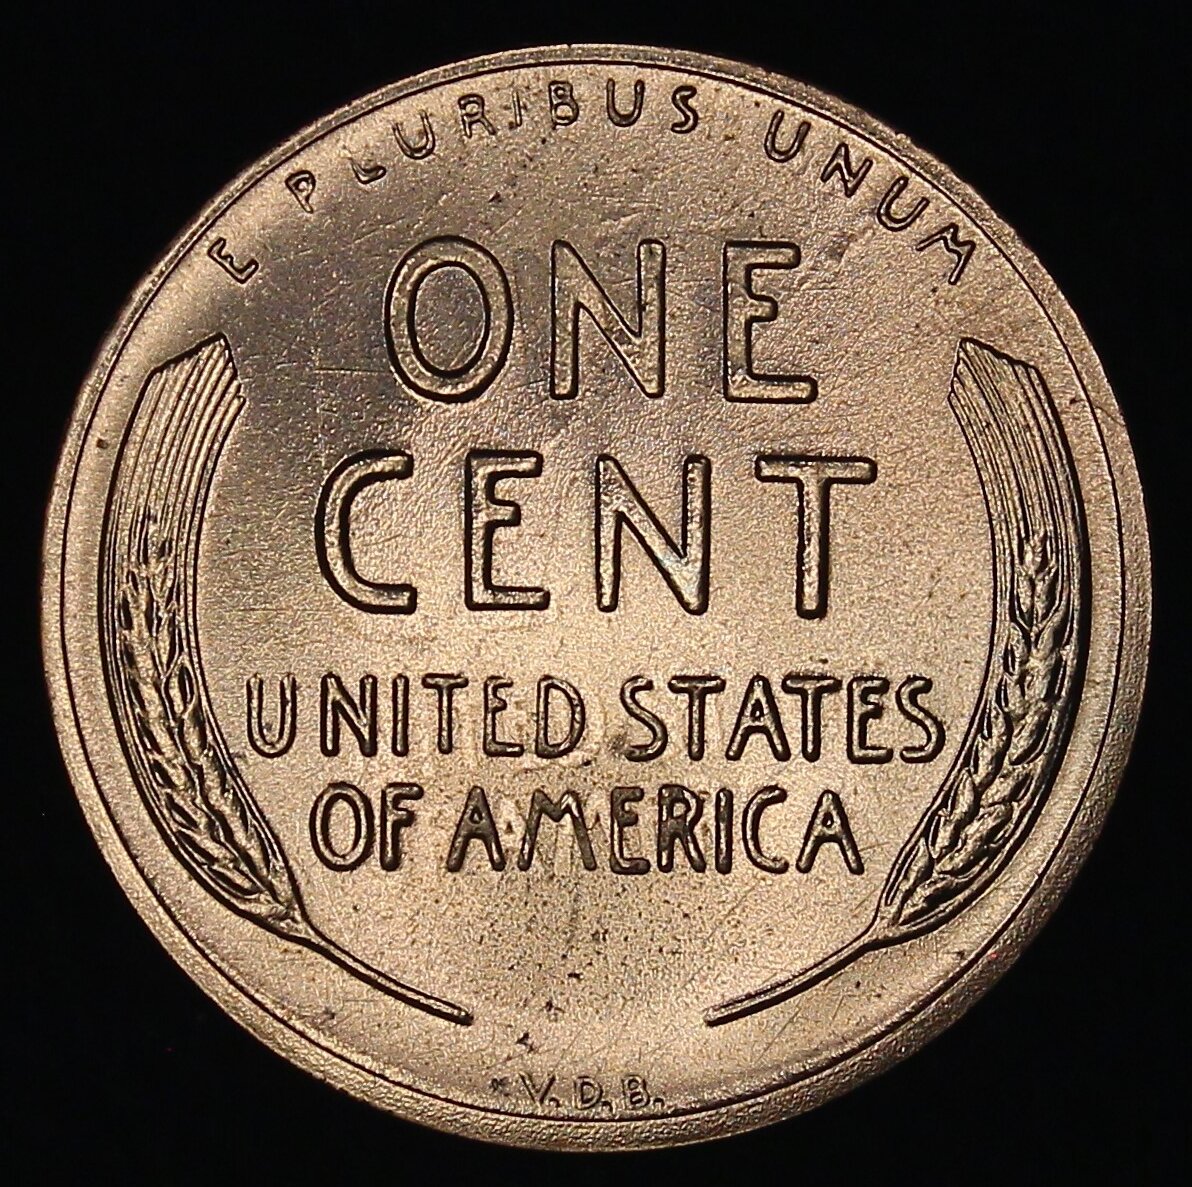 E PLURIBUS UNUM
ONE
CENT
UNITED STATES
OF AMERICA
V. D. B.